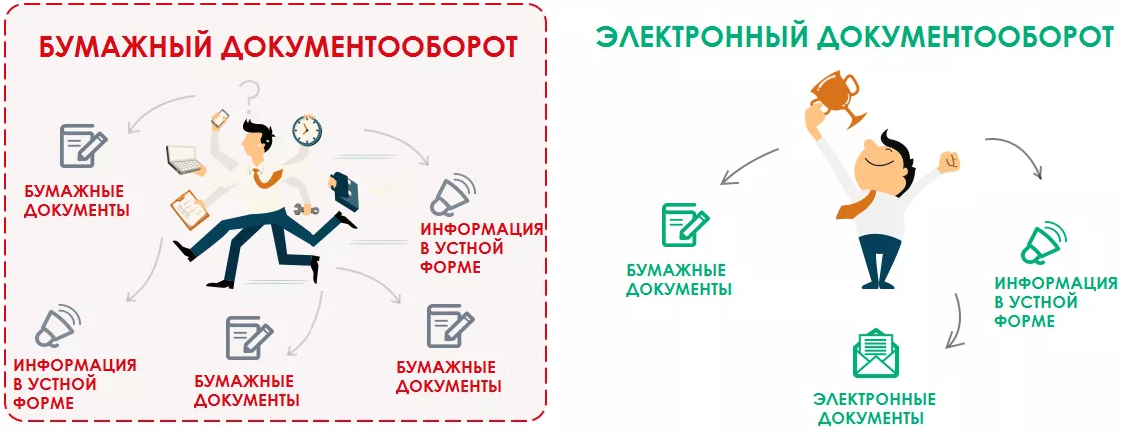 БУМАЖНЫЙ ДОКУМЕНТООБОРОТ
БУМАЖНЫЕ
ДОКУМЕНТЫ
ИНФОРМАЦИЯ
В УСТНОЙ
ФОРМЕ
ИНФОРМАЦИЯ
В УСТНОЙ
ФОРМЕ
БУМАЖНЫЕ
ДОКУМЕНТЫ
БУМАЖНЫЕ
ДОКУМЕНТЫ
ЭЛЕКТРОННЫЙ ДОКУМЕНТООБОРОТ
БУМАЖНЫЕ
ДОКУМЕНТЫ
ИНФОРМАЦИЯ
В УСТНОЙ
ФОРМЕ
ЭЛЕКТРОННЫЕ
ДОКУМЕНТЫ